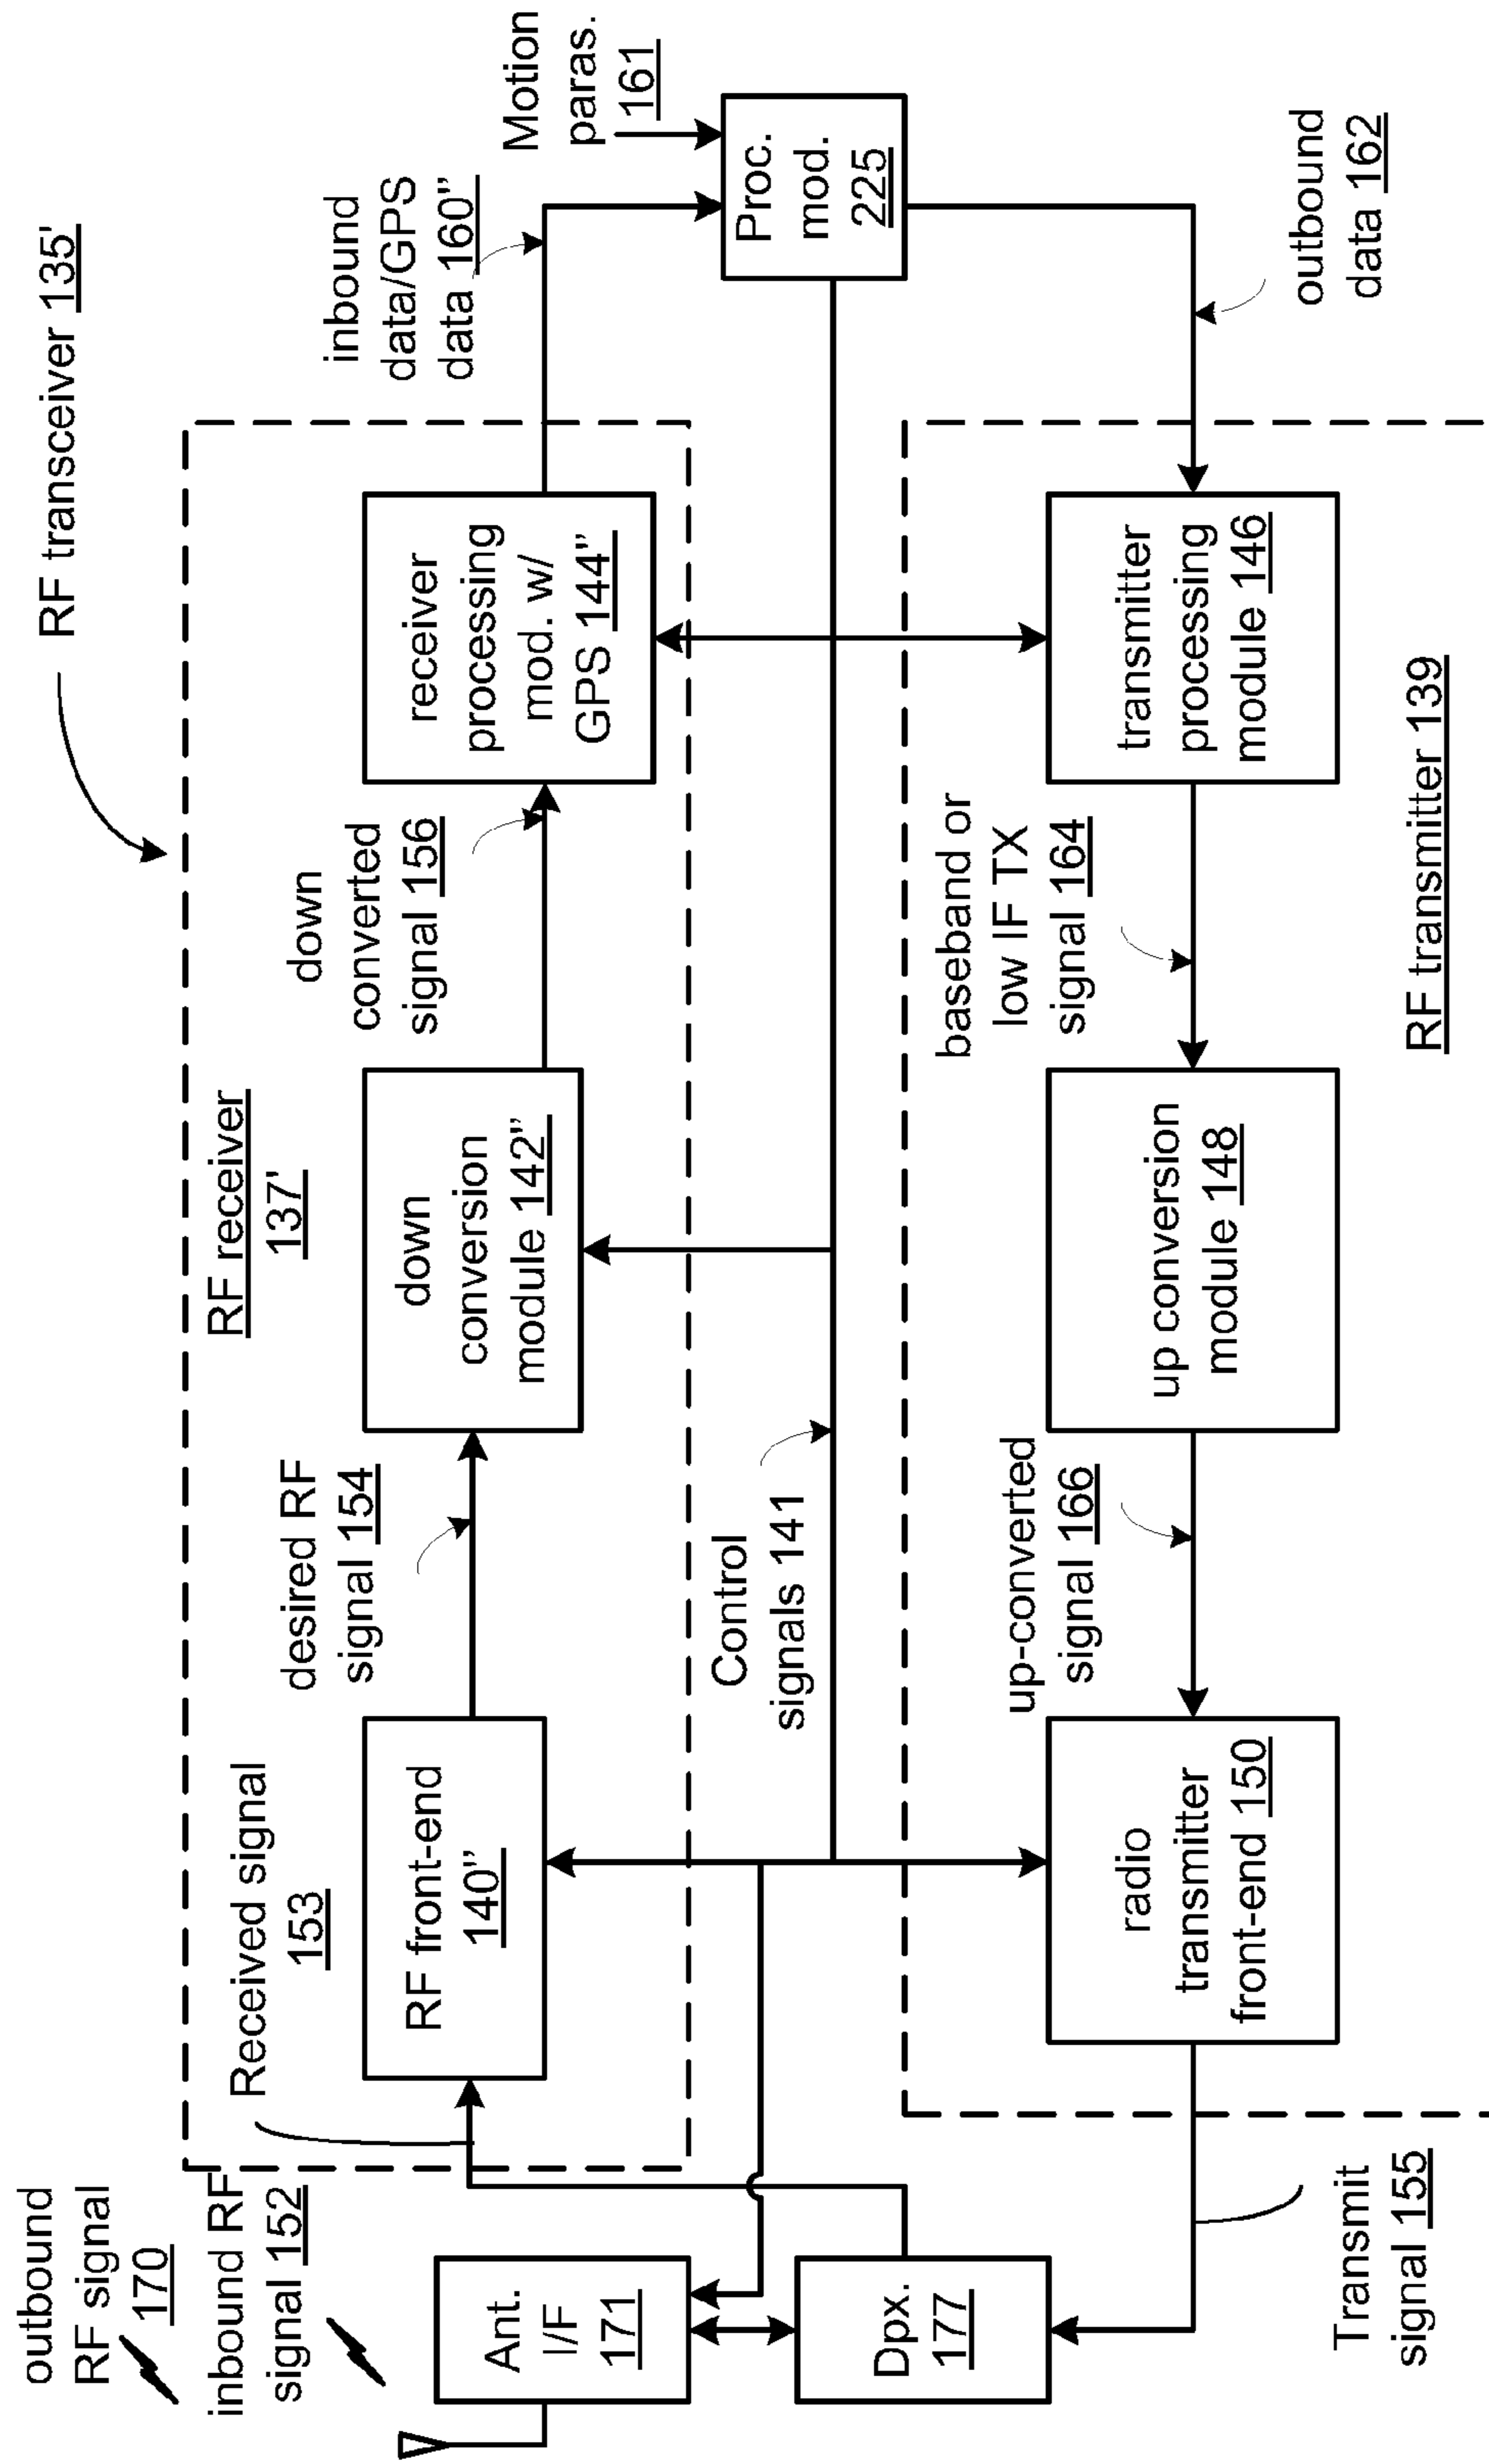 RF transceiver 135'
outbound
RF signal
170
inbound RF
signal 152
Received signal
153
desired RF
signal 154
RF receiver
137'
down
converted
signal 156
inbound
data/GPS
data 160”
Motion
paras.
161
Ant.
I/F
171
RF front-end
140”
down
conversion
module 142”
receiver
processing
mod. w/
GPS 144”
Proc.
mod.
225
Control
signals 141
Dpx.
177
Transmit
signal 155
radio
transmitter
front-end 150
up-converted
signal 166
up conversion
module 148
baseband or
low IF TX
signal 164
transmitter
processing
module 146
outbound
data 162
RF transmitter 139